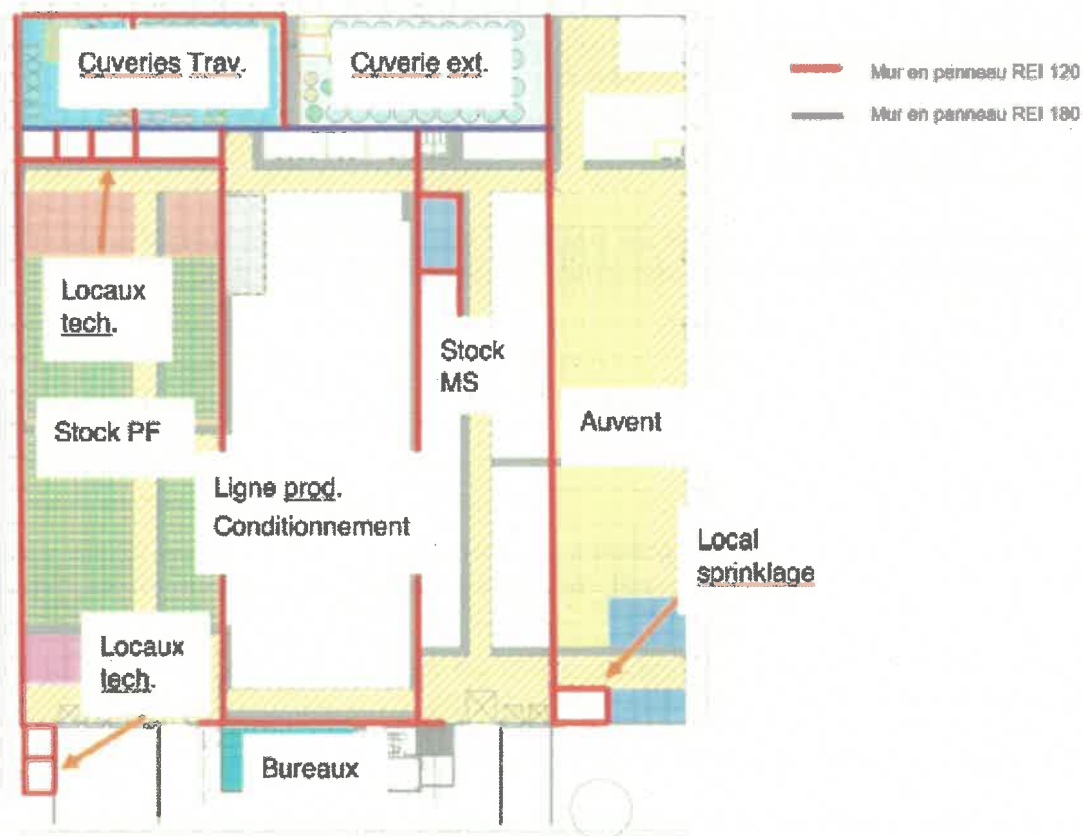 Cuveries Trav.
Cuverie ext.
Mur en panneau REI 120
Mur en panneau REI 180
Locaux
tech.
Stock
MS
Stock PF
Auvent
Ligne prod.
Conditionnement
Local
sprinklage
Locaux
tech.
Bureaux